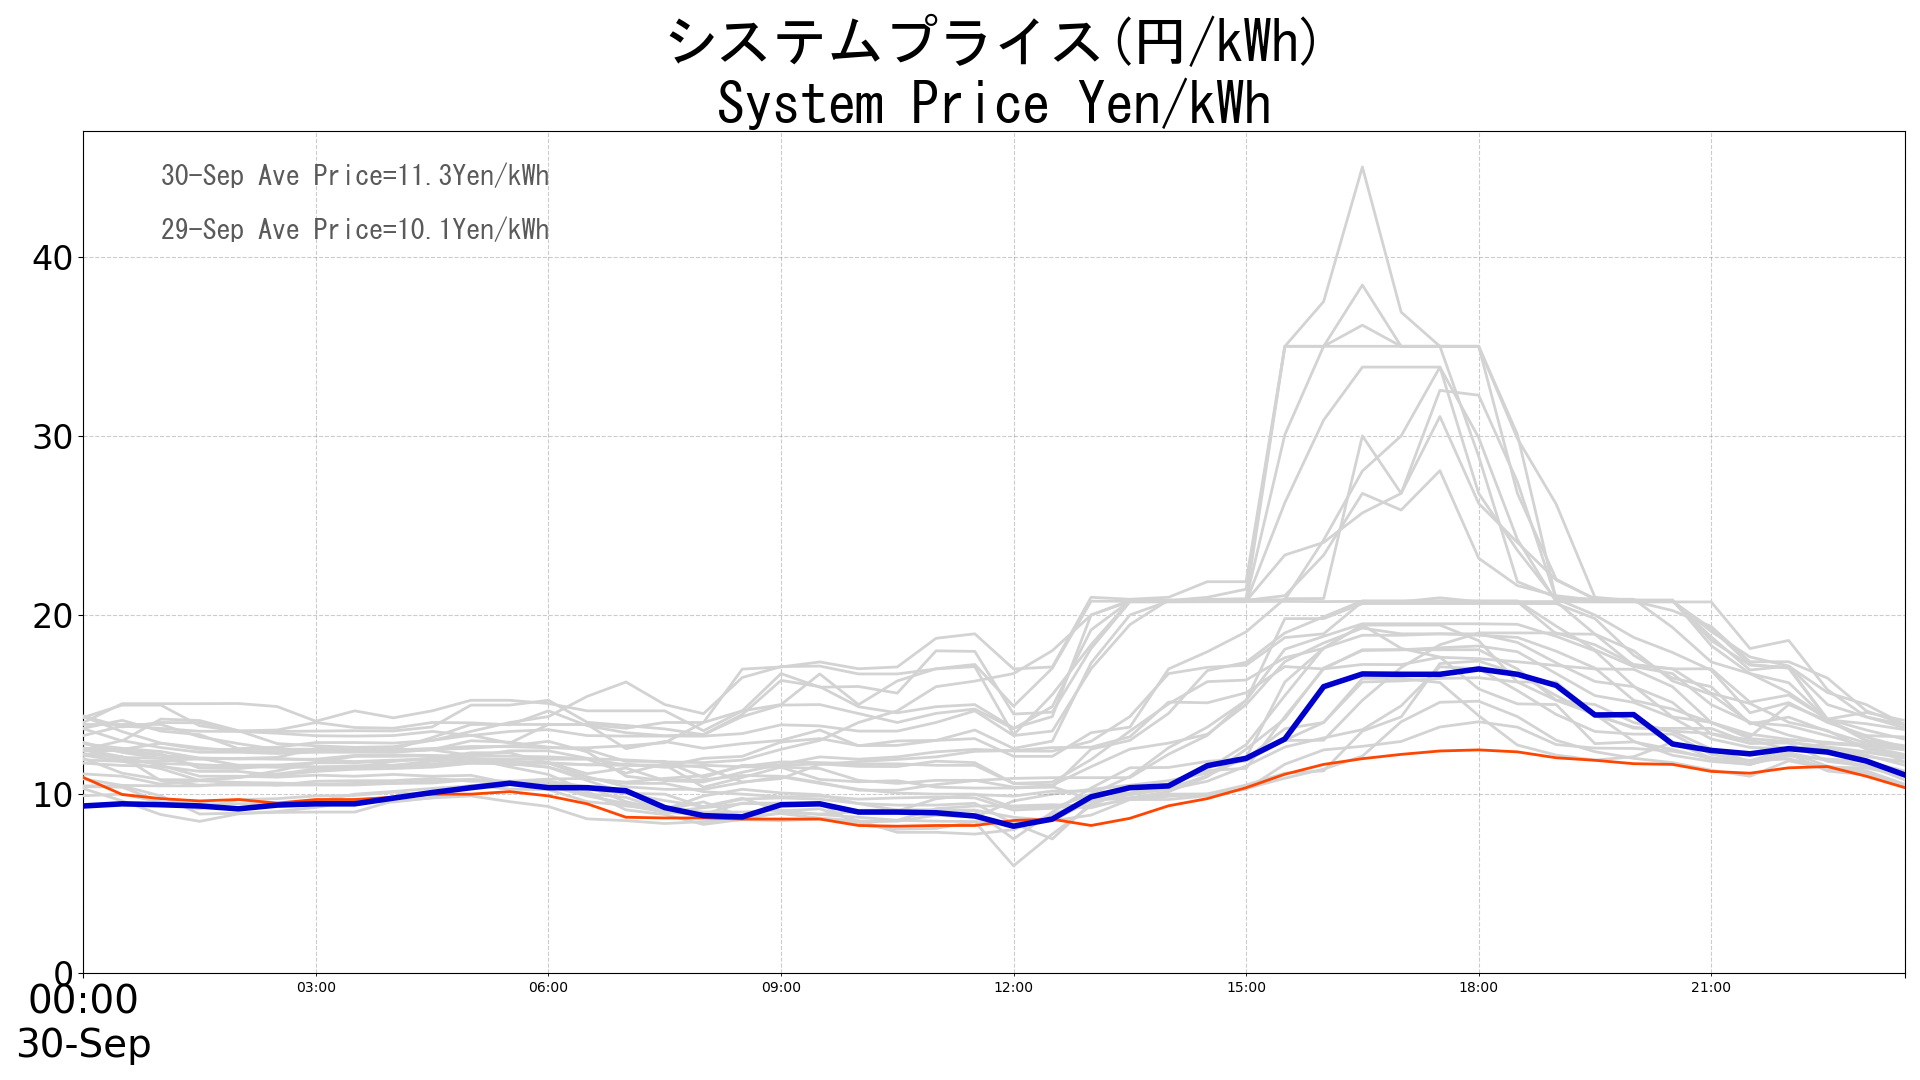 システムプライス(円/kWh)
System Price Yen/kWh
30-Sep Ave Price=11.3Yen/kWh
29-Sep Ave Price=10.1Yen/kWh
40
30
20
10
0
00:00
03:00
06:00
09:00
12:00
15:00
18:00
21:00
30-Sep